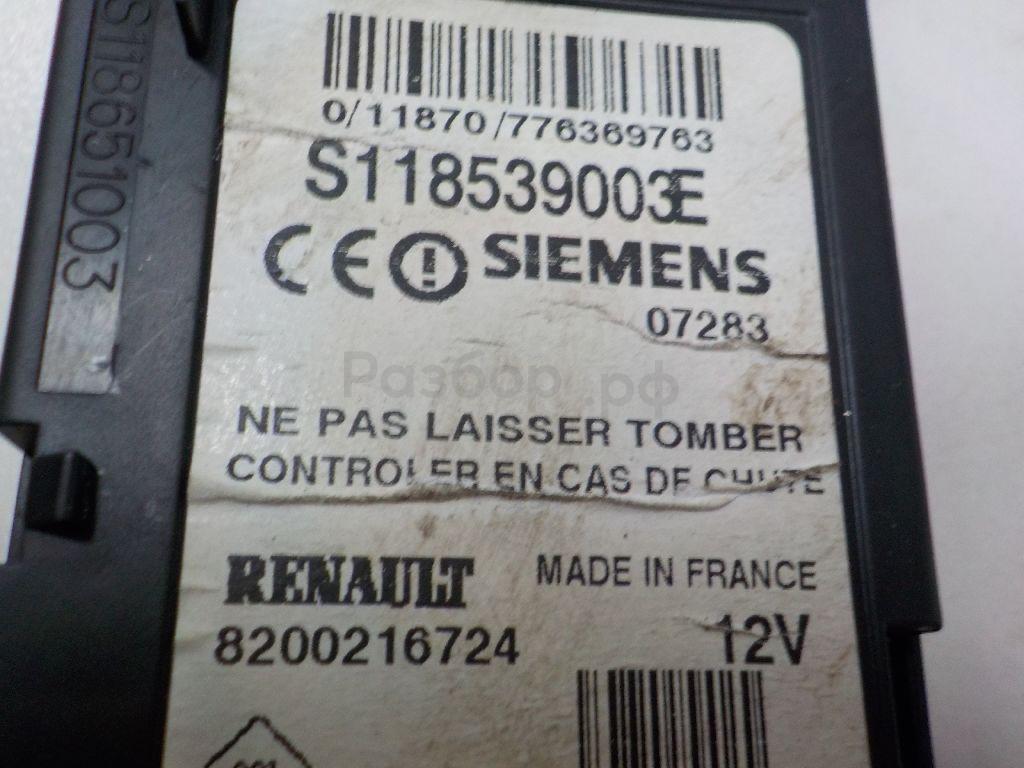 S118651003
0/11870/776369763
S118539003E
CE SIEMENS
07283
Разбор.рф
NE PAS LAISSER TOMBER
CONTROLER EN CAS DE CHUTE
RENAULT MADE IN FRANCE
8200216724 12V